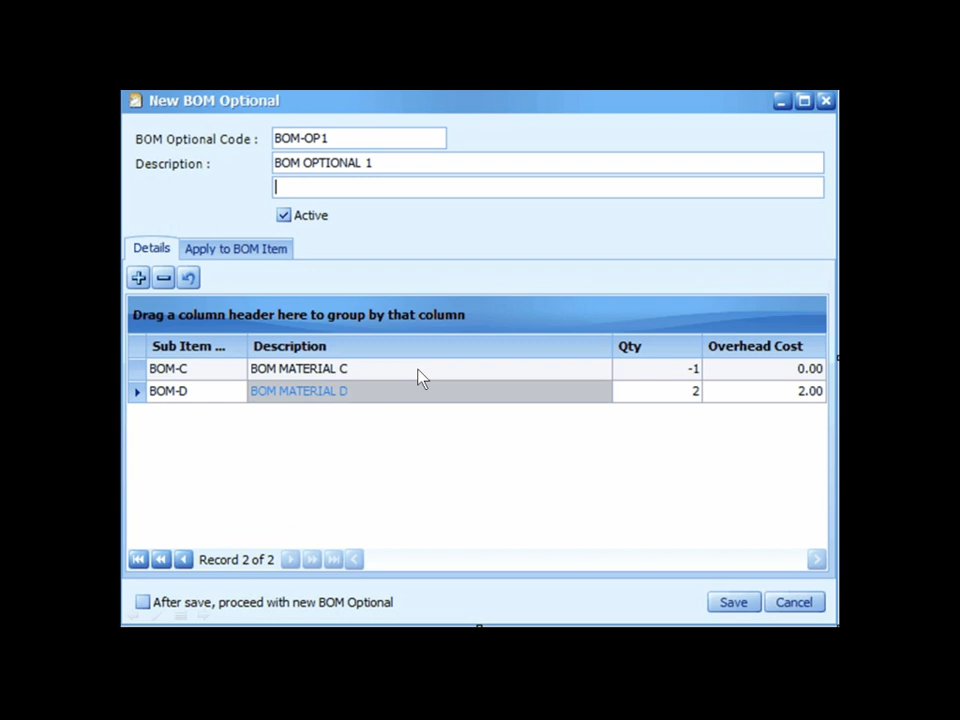 New BOM Optional
BOM Optional Code : BOM-OP1
Description : BOM OPTIONAL 1
Active
Details Apply to BOM Item
Drag a column header here to group by that column
Sub Item ... Description Qty Overhead Cost
BOM-C BOM MATERIAL C -1 0.00
BOM-D BOM MATERIAL D 2 2.00
Record 2 of 2
After save, proceed with new BOM Optional Save Cancel